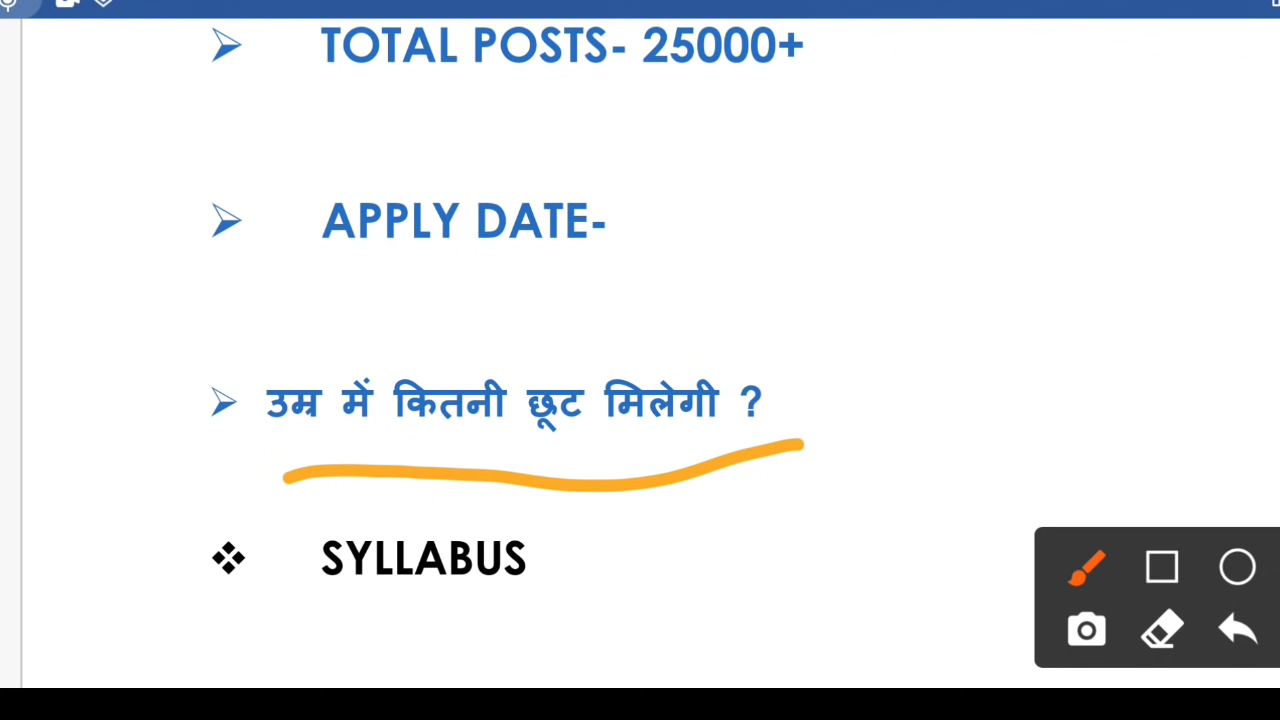 TOTAL POSTS- 25000+
APPLY DATE-
उम्र में कितनी छूट मिलेगी ?
SYLLABUS